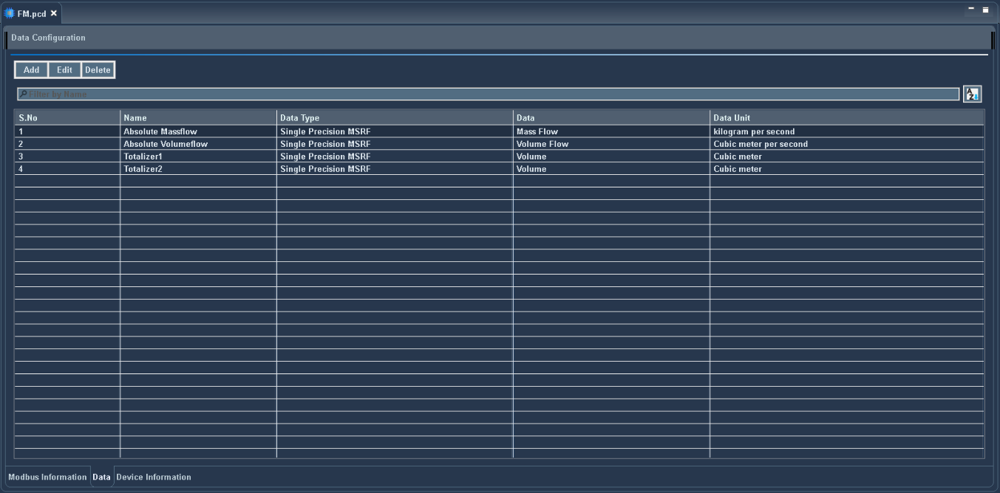 FM.pcd
Data Configuration
Add Edit Delete
Filter by Name
S.No Name Data Type Data Data Unit
1 Absolute Massflow Single Precision MSRF Mass Flow kilogram per second
2 Absolute Volumeflow Single Precision MSRF Volume Flow Cubic meter per second
3 Totalizer1 Single Precision MSRF Volume Cubic meter
4 Totalizer2 Single Precision MSRF Volume Cubic meter
Modbus Information Data Device Information